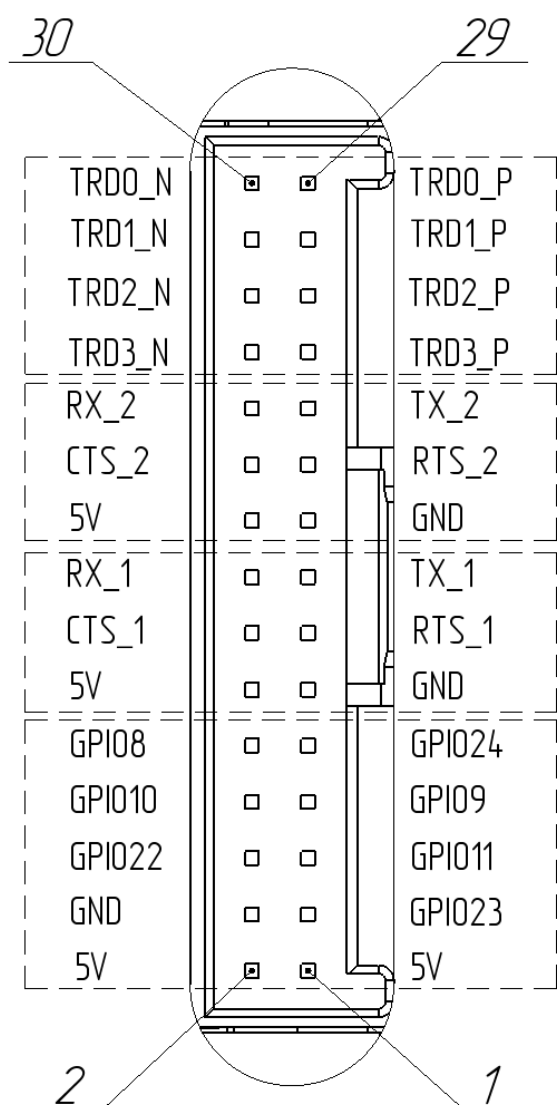 30 29
TRD0_N TRD0_P
TRD1_N TRD1_P
TRD2_N TRD2_P
TRD3_N TRD3_P
RX_2 TX_2
CTS_2 RTS_2
5V GND
RX_1 TX_1
CTS_1 RTS_1
5V GND
GPIO8 GPIO24
GPIO10 GPIO9
GPIO22 GPIO11
GND GPIO23
5V 5V
2 1